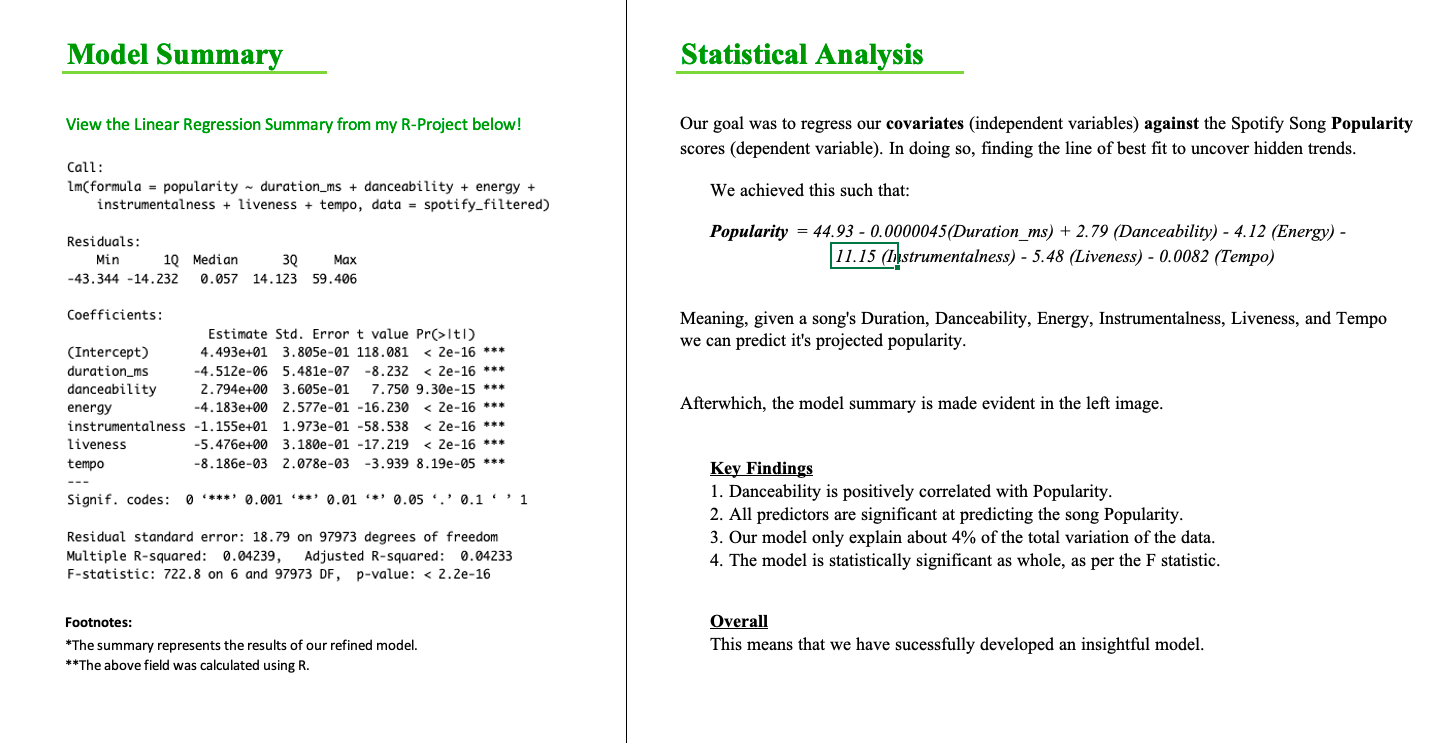 Model Summary
View the Linear Regression Summary from my R-Project below!
Call:
lm(formula = popularity ~ duration_ms + danceability + energy +
    instrumentalness + liveness + tempo, data = spotify_filtered)
Residuals:
    Min      1Q  Median      3Q     Max
-43.344 -14.232   0.057  14.123  59.406
Coefficients:
                   Estimate Std. Error t value Pr(>|t|)
(Intercept)       4.493e+01  3.805e-01 118.081  < 2e-16 ***
duration_ms      -4.512e-06  5.481e-07  -8.232  < 2e-16 ***
danceability      2.794e+00  3.605e-01   7.750 9.30e-15 ***
energy           -4.183e+00  2.577e-01 -16.230  < 2e-16 ***
instrumentalness -1.155e+01  1.973e-01 -58.538  < 2e-16 ***
liveness         -5.476e+00  3.180e-01 -17.219  < 2e-16 ***
tempo            -8.186e-03  2.078e-03  -3.939 8.19e-05 ***
---
Signif. codes:  0 ‘***’ 0.001 ‘**’ 0.01 ‘*’ 0.05 ‘.’ 0.1 ‘ ’ 1
Residual standard error: 18.79 on 97973 degrees of freedom
Multiple R-squared:  0.04239,   Adjusted R-squared:  0.04233
F-statistic: 722.8 on 6 and 97973 DF,  p-value: < 2.2e-16
Footnotes:
*The summary represents the results of our refined model.
**The above field was calculated using R.
Statistical Analysis
Our goal was to regress our covariates (independent variables) against the Spotify Song Popularity
scores (dependent variable). In doing so, finding the line of best fit to uncover hidden trends.
We achieved this such that:
Popularity = 44.93 - 0.0000045(Duration_ms) + 2.79 (Danceability) - 4.12 (Energy) -
11.15 (Instrumentalness) - 5.48 (Liveness) - 0.0082 (Tempo)
Meaning, given a song's Duration, Danceability, Energy, Instrumentalness, Liveness, and Tempo
we can predict it's projected popularity.
Afterwhich, the model summary is made evident in the left image.
Key Findings
1. Danceability is positively correlated with Popularity.
2. All predictors are significant at predicting the song Popularity.
3. Our model only explain about 4% of the total variation of the data.
4. The model is statistically significant as whole, as per the F statistic.
Overall
This means that we have sucessfully developed an insightful model.